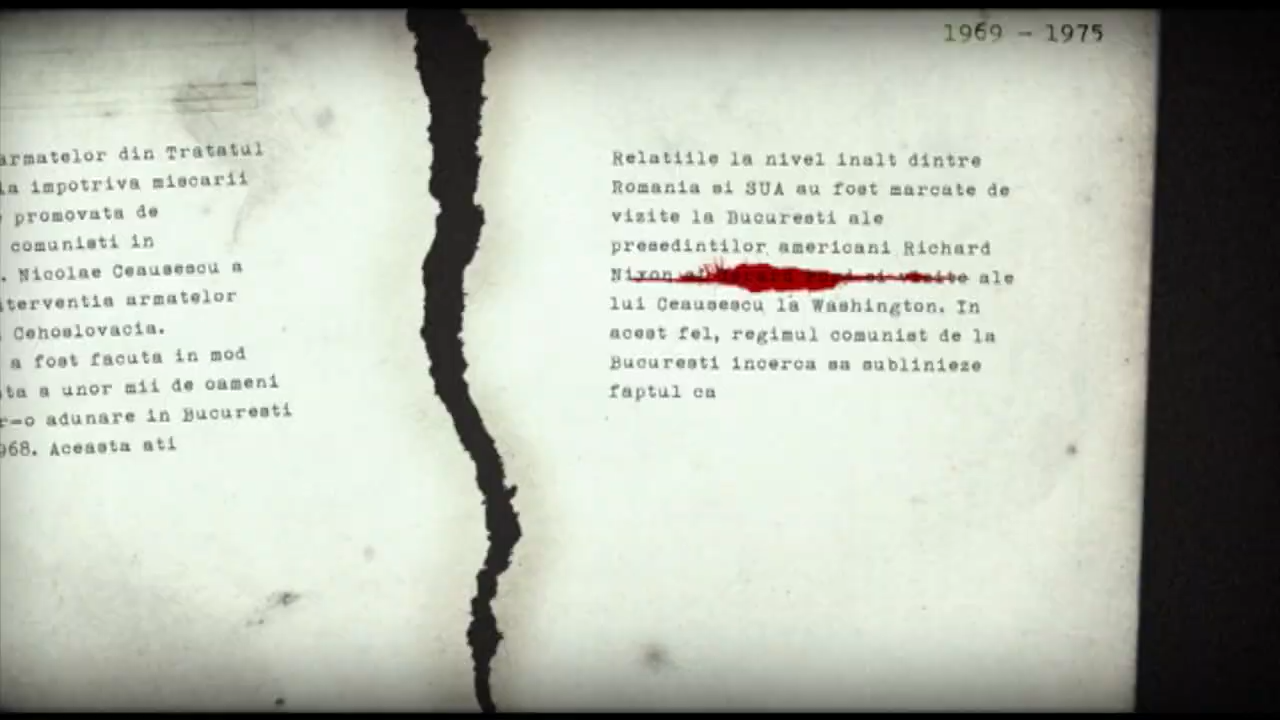 armatelor din Tratatul
ia impotriva miscarii
promovata de
comunisti in
. Nicolae Ceausescu a
terventia armatelor
Cehoslovacia.
a fost facuta in mod
ta a unor mii de oameni
r-o adunare in Bucuresti
968. Aceasta ati
1969 - 1975
Relatiile la nivel inalt dintre
Romania si SUA au fost marcate de
vizite la Bucuresti ale
presedintilor americani Richard
Nixon si vizite ale
lui Ceausescu la Washington. In
acest fel, regimul comunist de la
Bucuresti incerca sa sublinieze
faptul ca